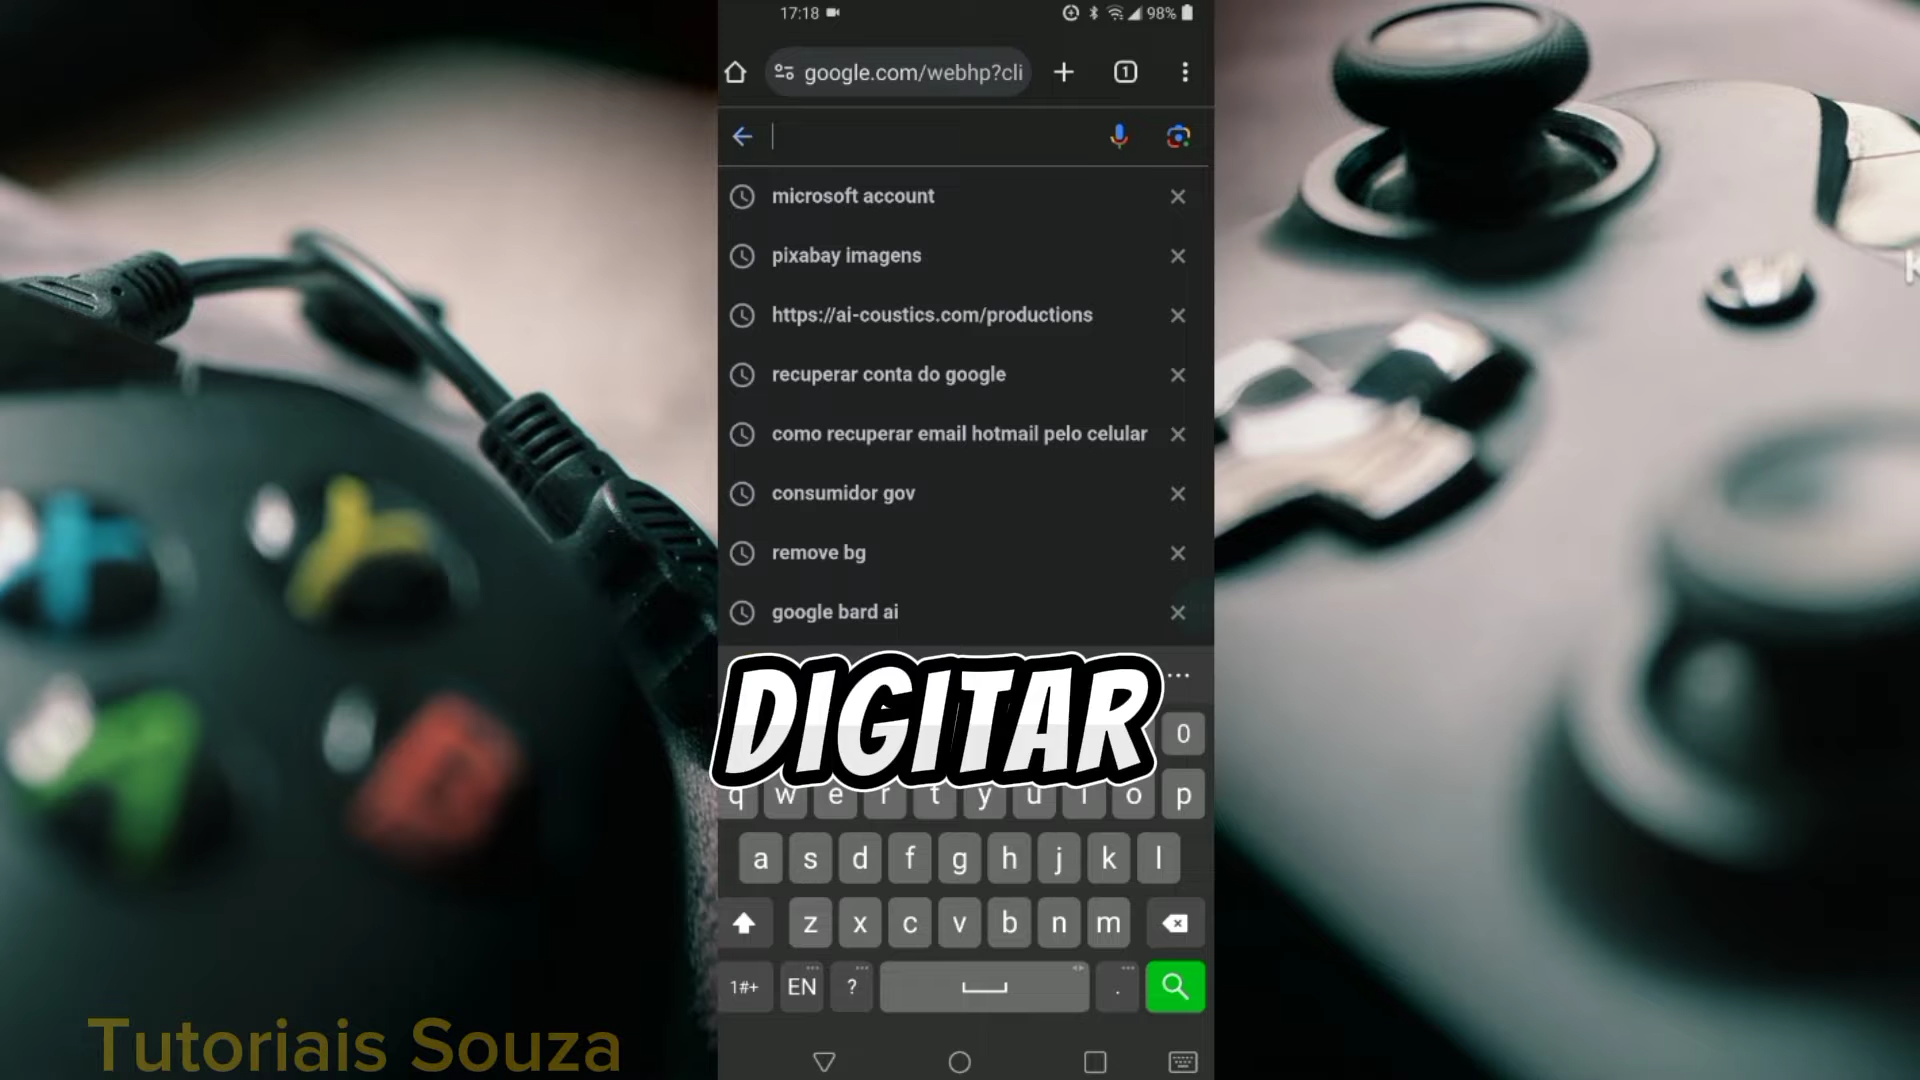 17:18
98%
google.com/webhp?cli
1
microsoft account
pixabay imagens
https://ai-coustics.com/productions
recuperar conta do google
como recuperar email hotmail pelo celular
consumidor gov
remove bg
google bard ai
DIGITAR
0
q w e r t y u i o p
a s d f g h j k l
z x c v b n m
1#+ EN ? .
Tutoriais Souza